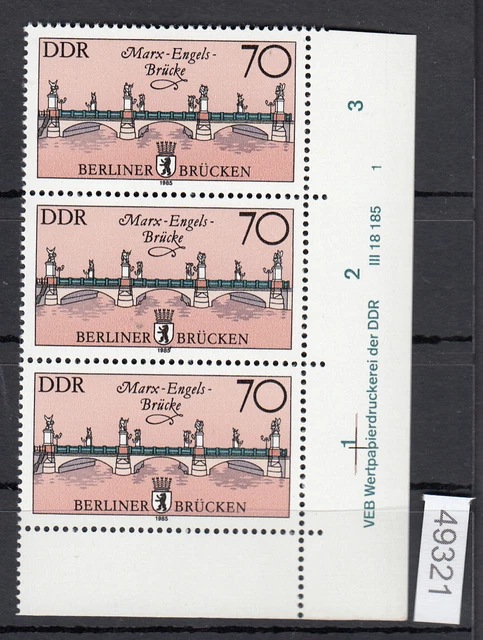 DDR
Marx-Engels-
Brücke
70
BERLINER BRÜCKEN
1985
DDR
Marx-Engels-
Brücke
70
BERLINER BRÜCKEN
1985
DDR
Marx-Engels-
Brücke
70
BERLINER BRÜCKEN
1985
3
2
1
VEB Wertpapierdruckerei der DDR III 18 185 1
49321